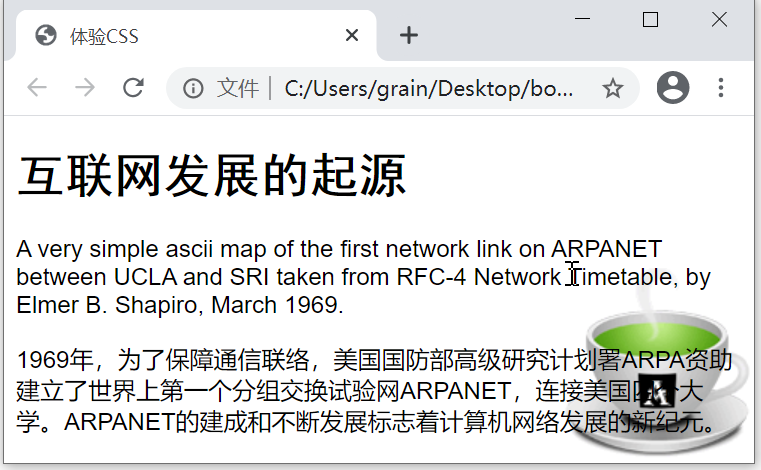 体验CSS
文件
C:/Users/grain/Desktop/bo...
互联网发展的起源
A very simple ascii map of the first network link on ARPANET
between UCLA and SRI taken from RFC-4 Network Timetable, by
Elmer B. Shapiro, March 1969.
1969年，为了保障通信联络，美国国防部高级研究计划署ARPA资助
建立了世界上第一个分组交换试验网ARPANET，连接美国四个大
学。ARPANET的建成和不断发展标志着计算机网络发展的新纪元。